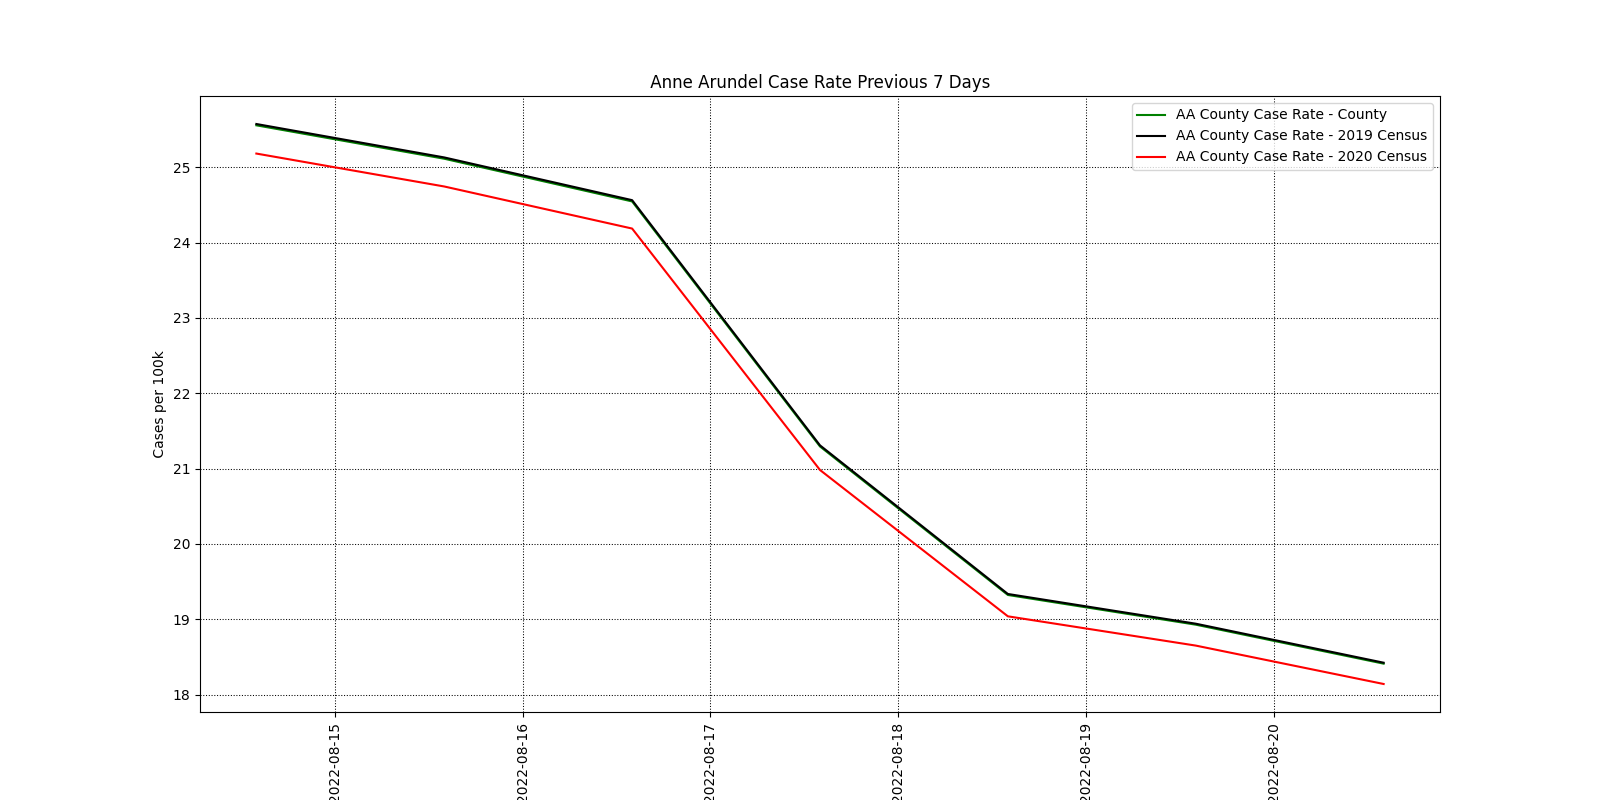 Anne Arundel Case Rate Previous 7 Days
AA County Case Rate - County
AA County Case Rate - 2019 Census
AA County Case Rate - 2020 Census
Cases per 100k
25
24
23
22
21
20
19
18
2022-08-15
2022-08-16
2022-08-17
2022-08-18
2022-08-19
2022-08-20